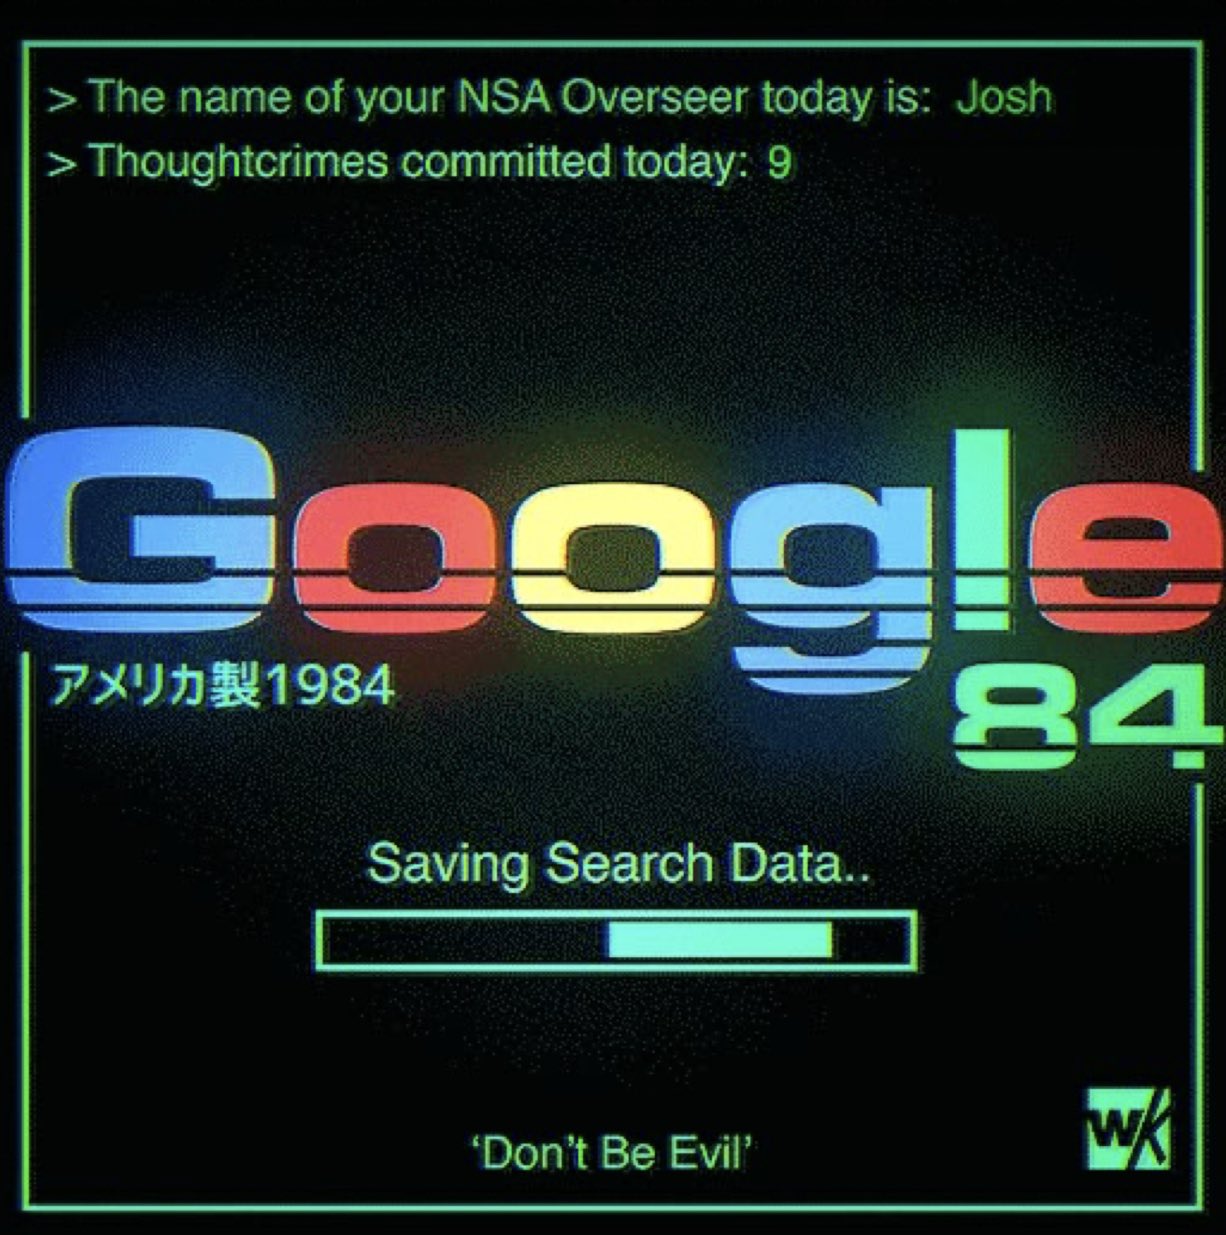 > The name of your NSA Overseer today is: Josh
> Thoughtcrimes committed today: 9
Google
アメリカ製1984
84
Saving Search Data..
'Don't Be Evil'
WK